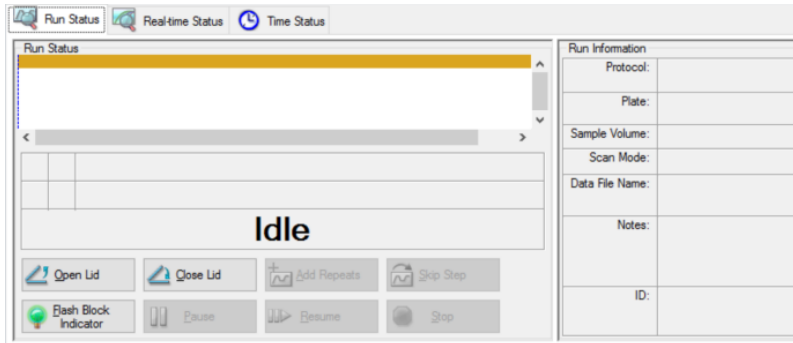 Run Status Real-time Status Time Status
Run Status
Idle
Open Lid Close Lid Add Repeats Skip Step
Flash Block
Indicator
Pause Resume Stop
Run Information
Protocol:
Plate:
Sample Volume:
Scan Mode:
Data File Name:
Notes:
ID: